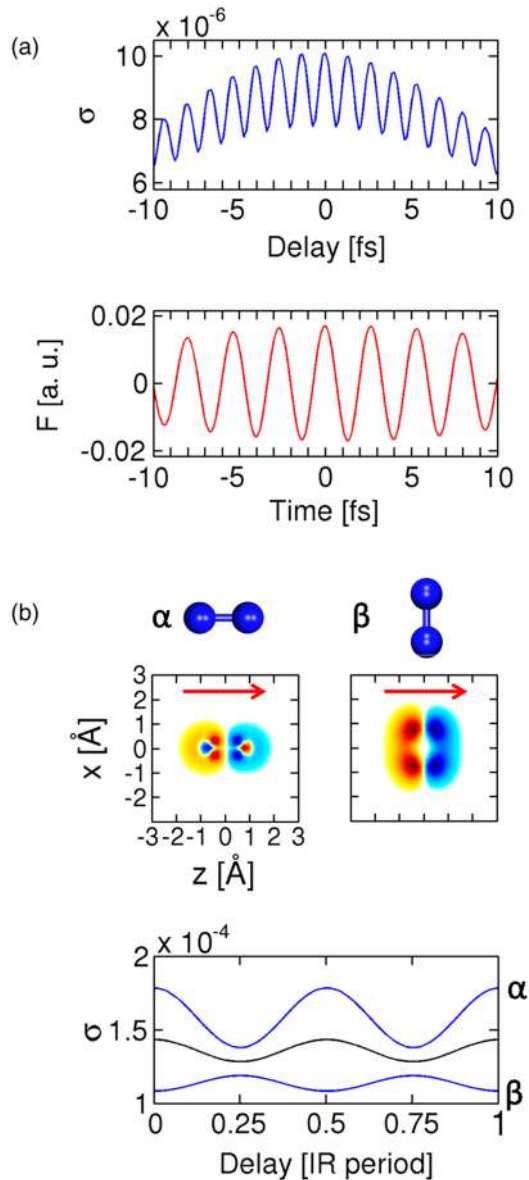 (a)
x 10^-6
10
8
6
σ
-10 -5 0 5 10
Delay [fs]
0.02
0
-0.02
F [a. u.]
-10 -5 0 5 10
Time [fs]
(b)
α
β
3
2
1
0
-1
-2
x [Å]
-3 -2 -1 0 1 2 3
z [Å]
x 10^-4
2
1.5
1
σ
α
β
0 0.25 0.5 0.75 1
Delay [IR period]